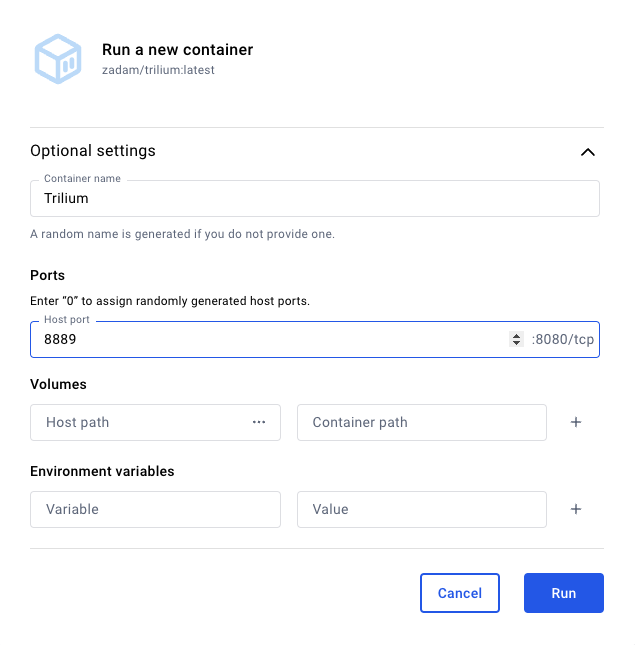 Run a new container
zadam/trilium:latest
Optional settings
Container name
Trilium
A random name is generated if you do not provide one.
Ports
Enter “0” to assign randomly generated host ports.
Host port
8889 :8080/tcp
Volumes
Host path ••• Container path +
Environment variables
Variable Value +
Cancel Run